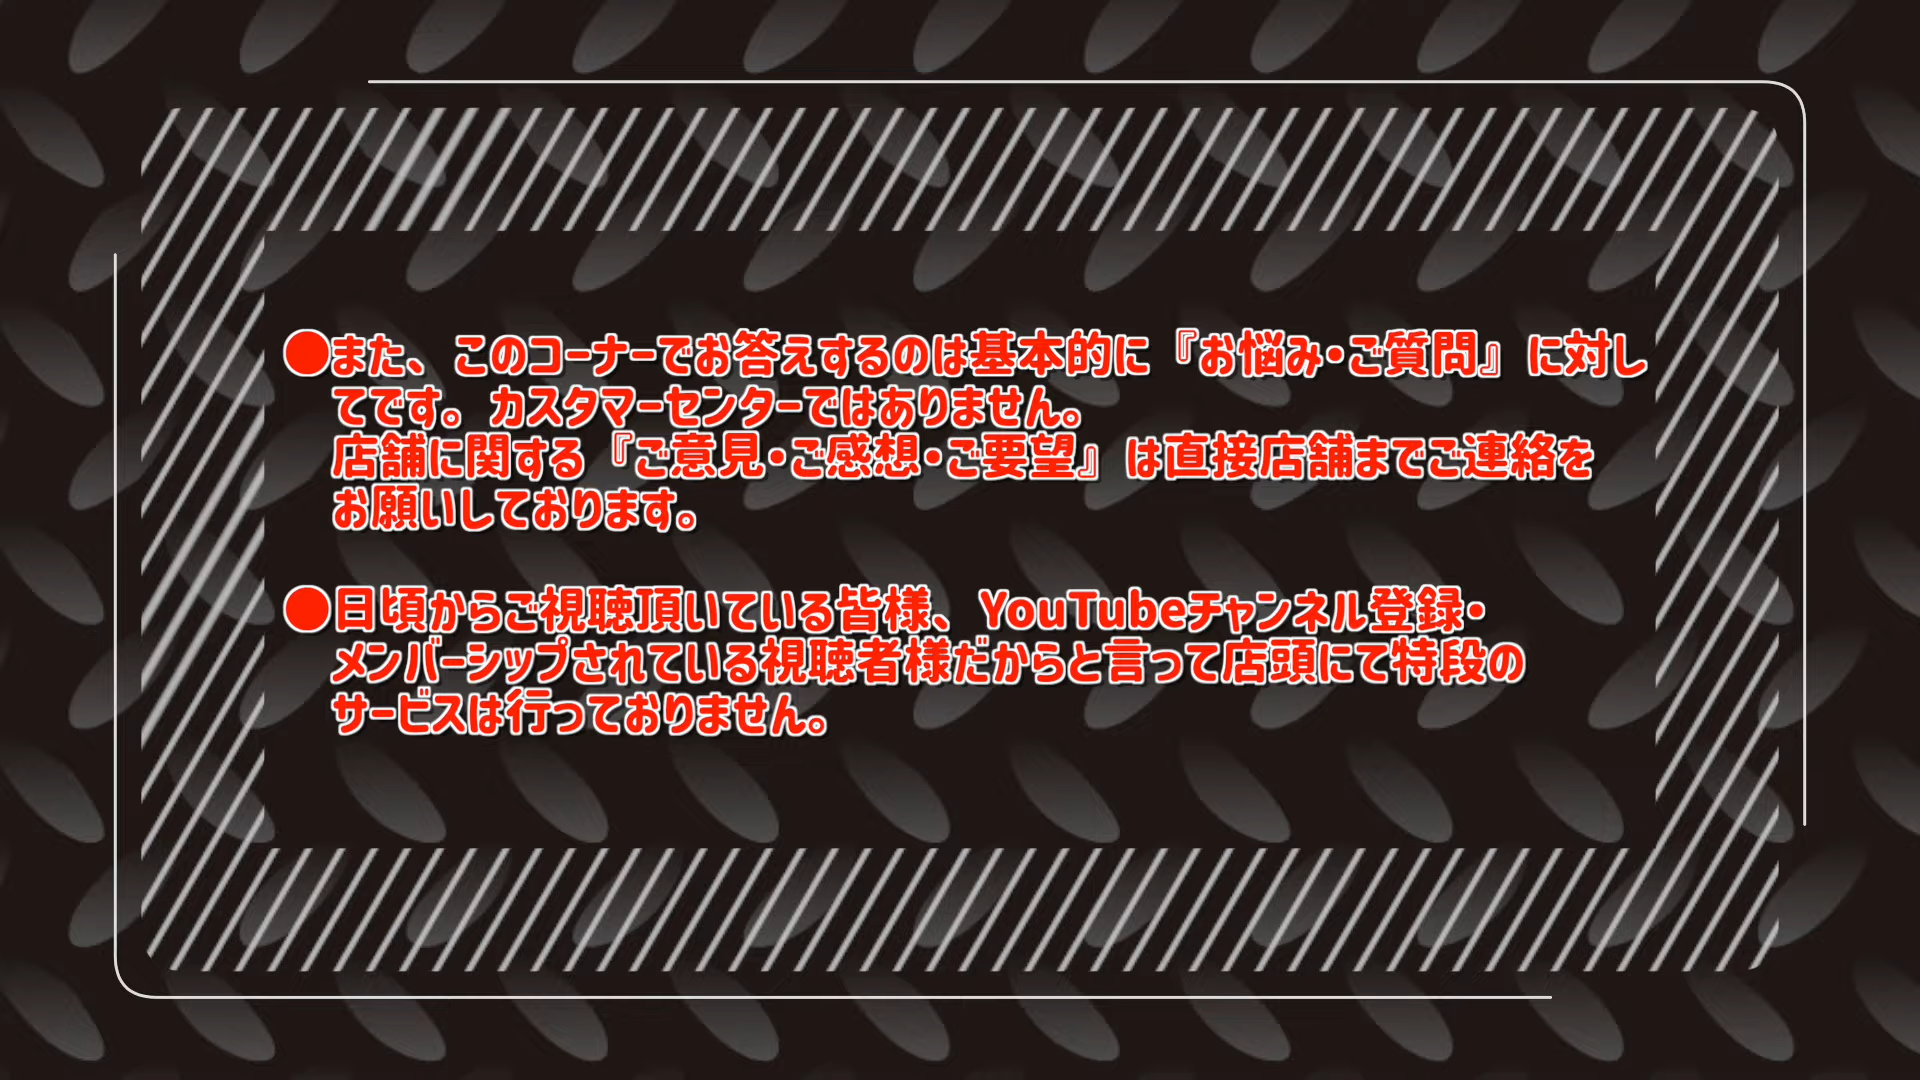 ●また、このコーナーでお答えするのは基本的に『お悩み・ご質問』に対し
てです。カスタマーセンターではありません。
店舗に関する『ご意見・ご感想・ご要望』は直接店舗までご連絡を
お願いしております。
●日頃からご視聴頂いている皆様、YouTubeチャンネル登録・
メンバーシップされている視聴者様だからと言って店頭にて特段の
サービスは行っておりません。